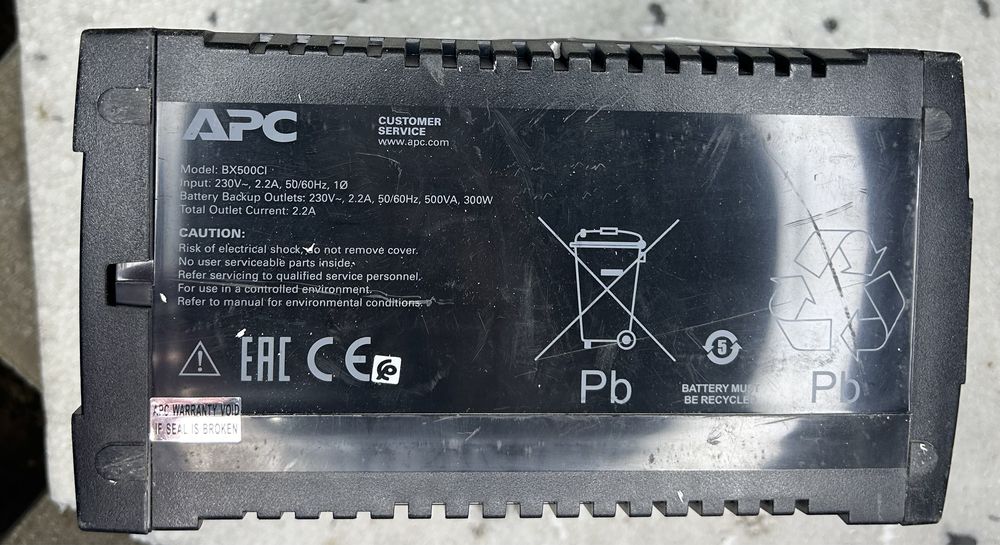 APC
CUSTOMER
SERVICE
www.apc.com
Model: BX500CI
Input: 230V~, 2.2A, 50/60Hz, 1Ø
Battery Backup Outlets: 230V~, 2.2A, 50/60Hz, 500VA, 300W
Total Outlet Current: 2.2A
CAUTION:
Risk of electrical shock, do not remove cover.
No user serviceable parts inside.
Refer servicing to qualified service personnel.
For use in a controlled environment.
Refer to manual for environmental conditions.
EAC CE
5
Pb
BATTERY MUST
BE RECYCLED
Pb
APC WARRANTY VOID
IF SEAL IS BROKEN